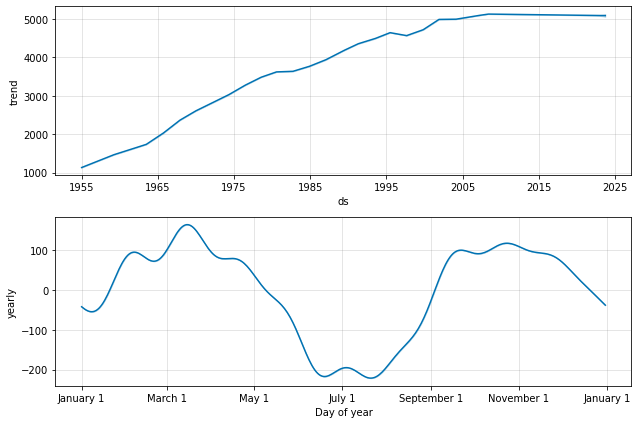 5000
4000
3000
2000
1000
trend
1955 1965 1975 1985 1995 2005 2015 2025
ds
100
0
−100
−200
yearly
January 1 March 1 May 1 July 1 September 1 November 1 January 1
Day of year